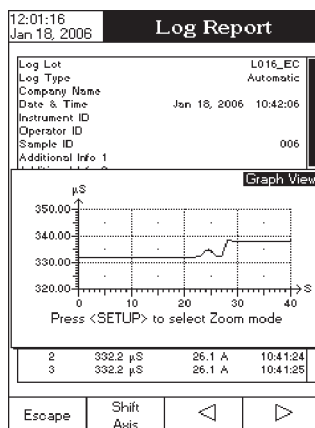 12:01:16
Jan 18, 2006
Log Report
Log Lot L016_EC
Log Type Automatic
Company Name
Date & Time Jan 18, 2006 10:42:06
Instrument ID
Operator ID
Sample ID 006
Additional Info 1
Graph View
µS
350.00
340.00
330.00
320.00
0 10 20 30 40 S
Press <SETUP> to select Zoom mode
2 332.2 µS 26.1 A 10:41:24
3 332.2 µS 26.1 A 10:41:25
Escape
Shift
Axis